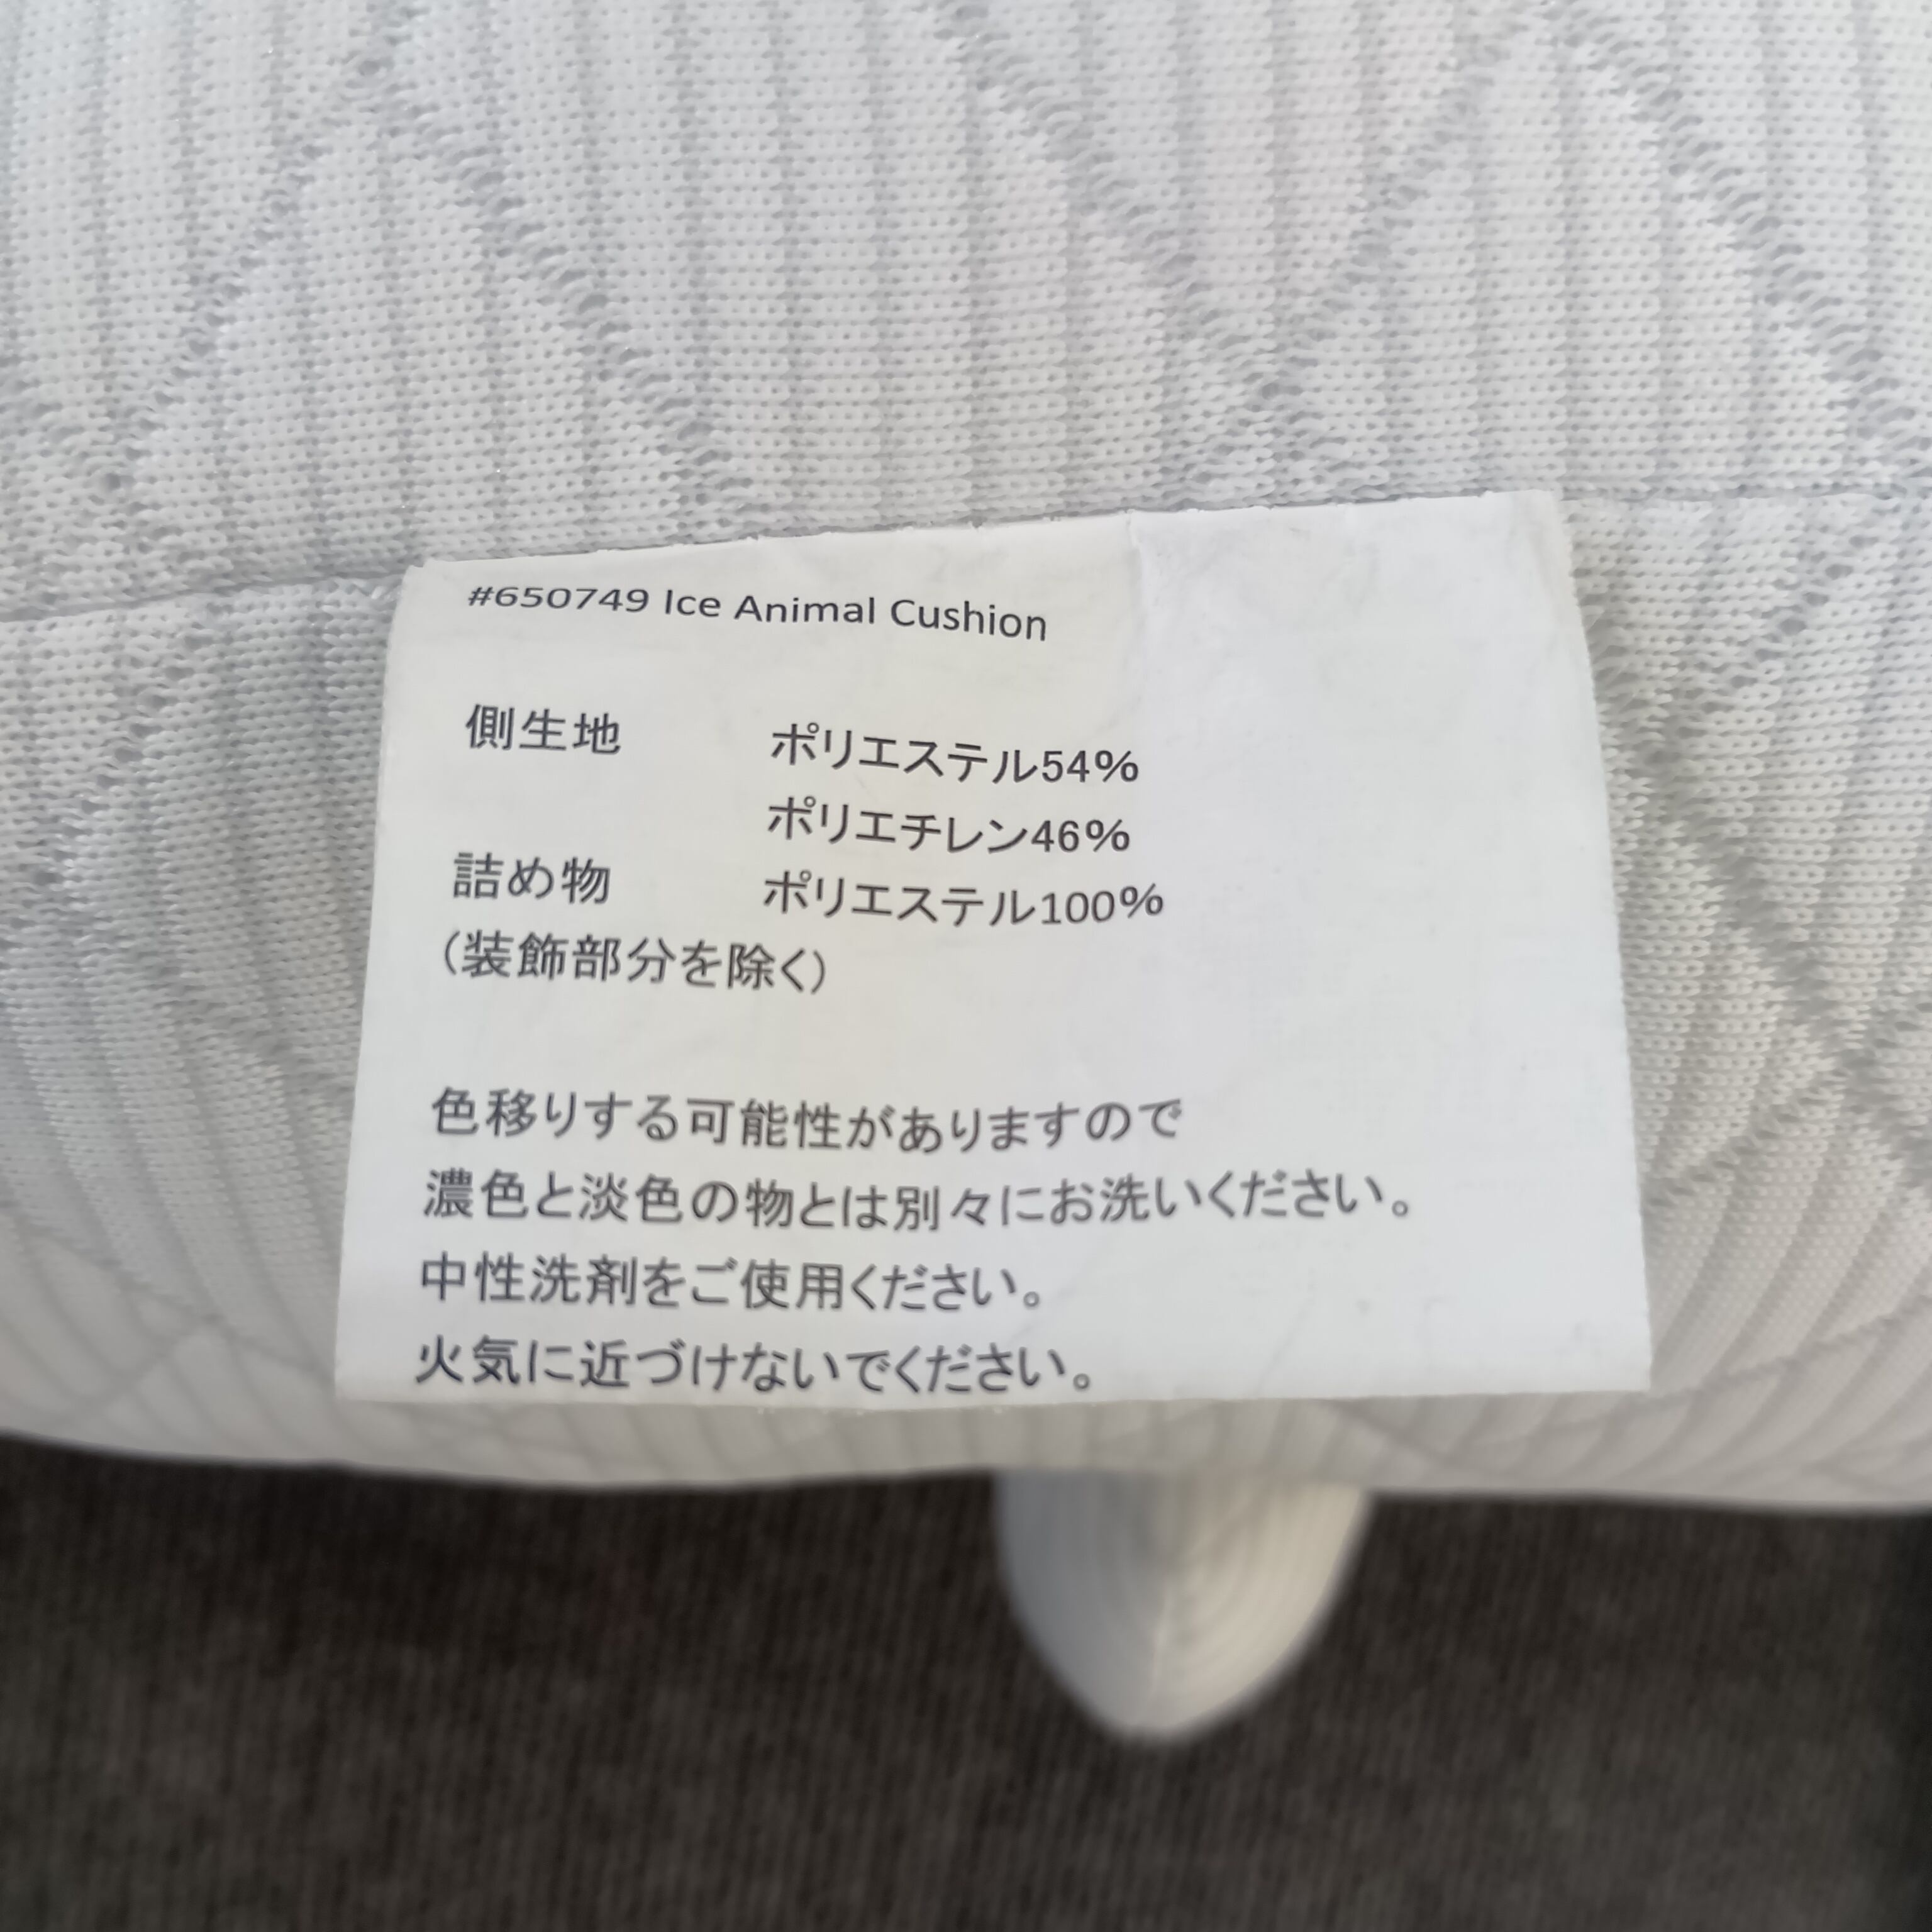 #650749 Ice Animal Cushion
側生地 ポリエステル54%
ポリエチレン46%
詰め物 ポリエステル100%
(装飾部分を除く)
色移りする可能性がありますので
濃色と淡色の物とは別々にお洗いください。
中性洗剤をご使用ください。
火気に近づけないでください。